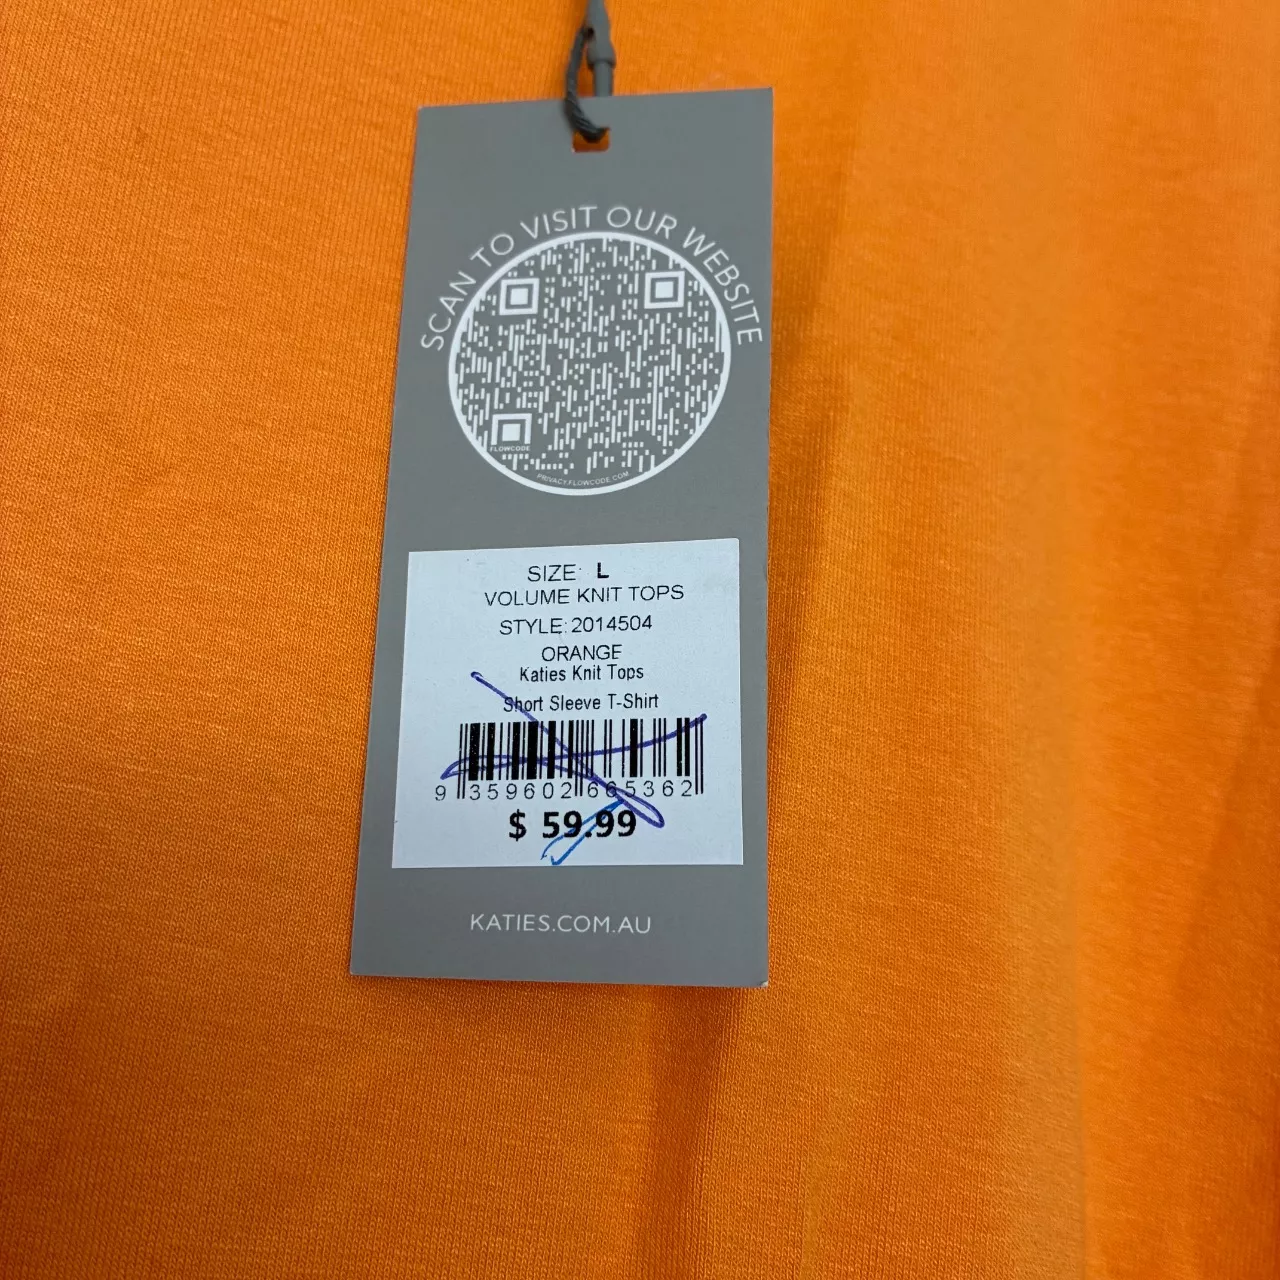 SCAN TO VISIT OUR WEBSITE
FLOWCODE
PRIVACY.FLOWCODE.COM
SIZE: L
VOLUME KNIT TOPS
STYLE:2014504
ORANGE
Katies Knit Tops
Short Sleeve T-Shirt
9 359602 665362
$ 59.99
KATIES.COM.AU